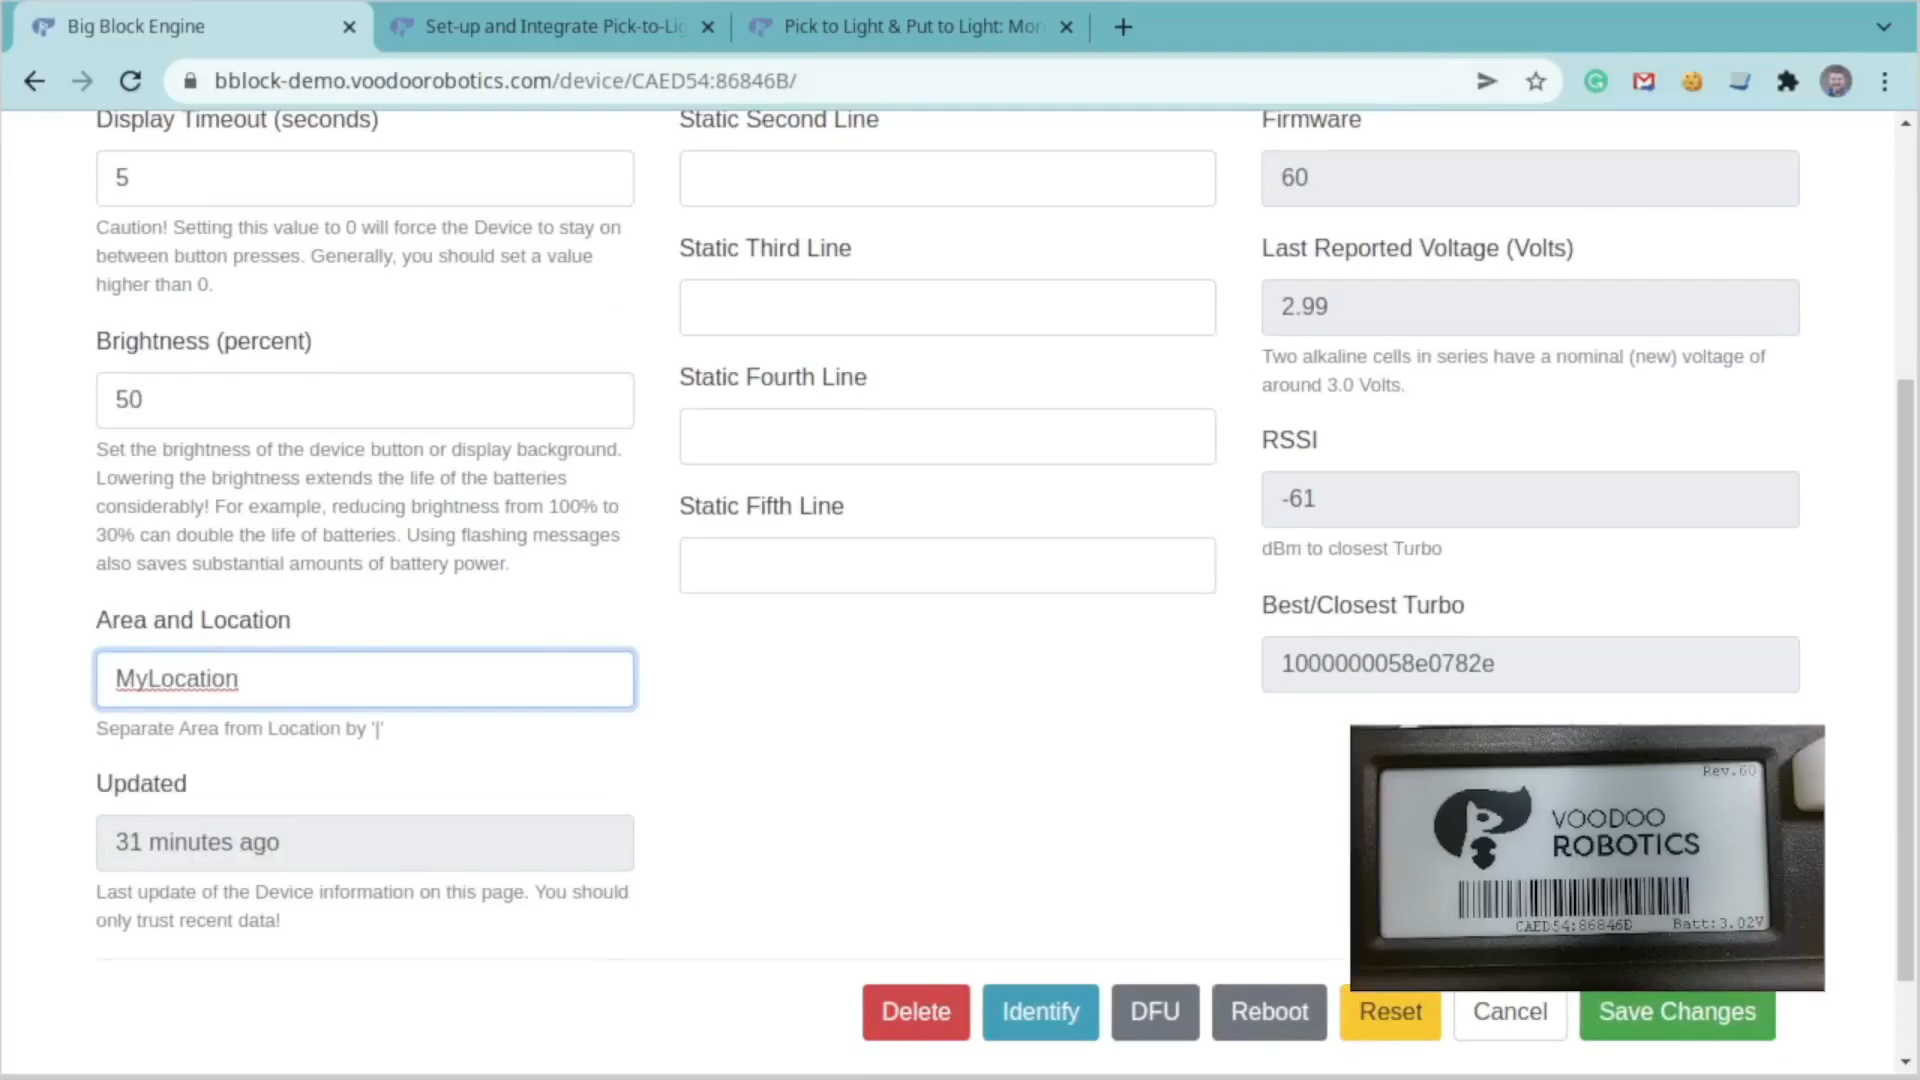 Big Block Engine
Set-up and Integrate Pick-to-Lig
Pick to Light & Put to Light: Mor
bblock-demo.voodoorobotics.com/device/CAED54:86846B/
Display Timeout (seconds)
5
Caution! Setting this value to 0 will force the Device to stay on
between button presses. Generally, you should set a value
higher than 0.
Brightness (percent)
50
Set the brightness of the device button or display background.
Lowering the brightness extends the life of the batteries
considerably! For example, reducing brightness from 100% to
30% can double the life of batteries. Using flashing messages
also saves substantial amounts of battery power.
Area and Location
MyLocation
Separate Area from Location by '|'
Updated
31 minutes ago
Last update of the Device information on this page. You should
only trust recent data!
Static Second Line
Static Third Line
Static Fourth Line
Static Fifth Line
Firmware
60
Last Reported Voltage (Volts)
2.99
Two alkaline cells in series have a nominal (new) voltage of
around 3.0 Volts.
RSSI
-61
dBm to closest Turbo
Best/Closest Turbo
1000000058e0782e
Rev.60
VOODOO
ROBOTICS
CAED54:86846B
Batt:3.02V
Delete
Identify
DFU
Reboot
Reset
Cancel
Save Changes